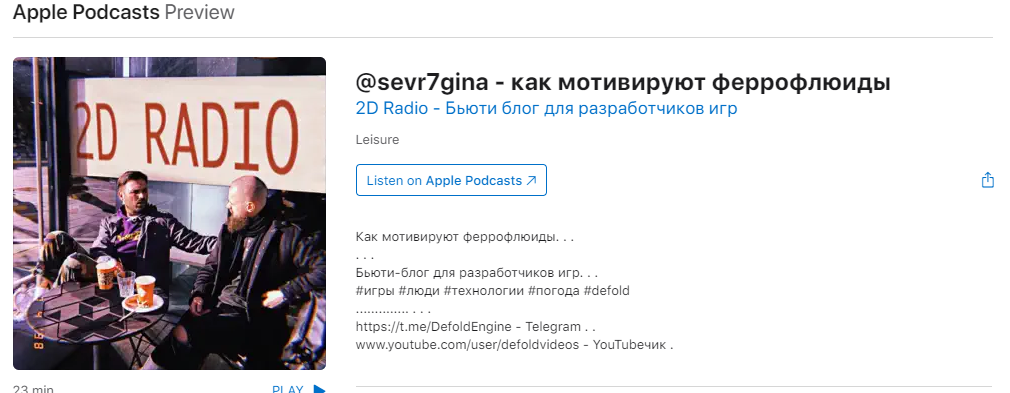 Apple Podcasts Preview
2D RADIO
@sevr7gina - как мотивируют феррофлюиды
2D Radio - Бьюти блог для разработчиков игр
Leisure
Listen on Apple Podcasts ↗
Как мотивируют феррофлюиды. . .
. . .
Бьюти-блог для разработчиков игр. . .
#игры #люди #технологии #погода #defold
.............. . . .
https://t.me/DefoldEngine - Telegram . .
www.youtube.com/user/defoldvideos - YouTubeчик .
23 min
PLAY